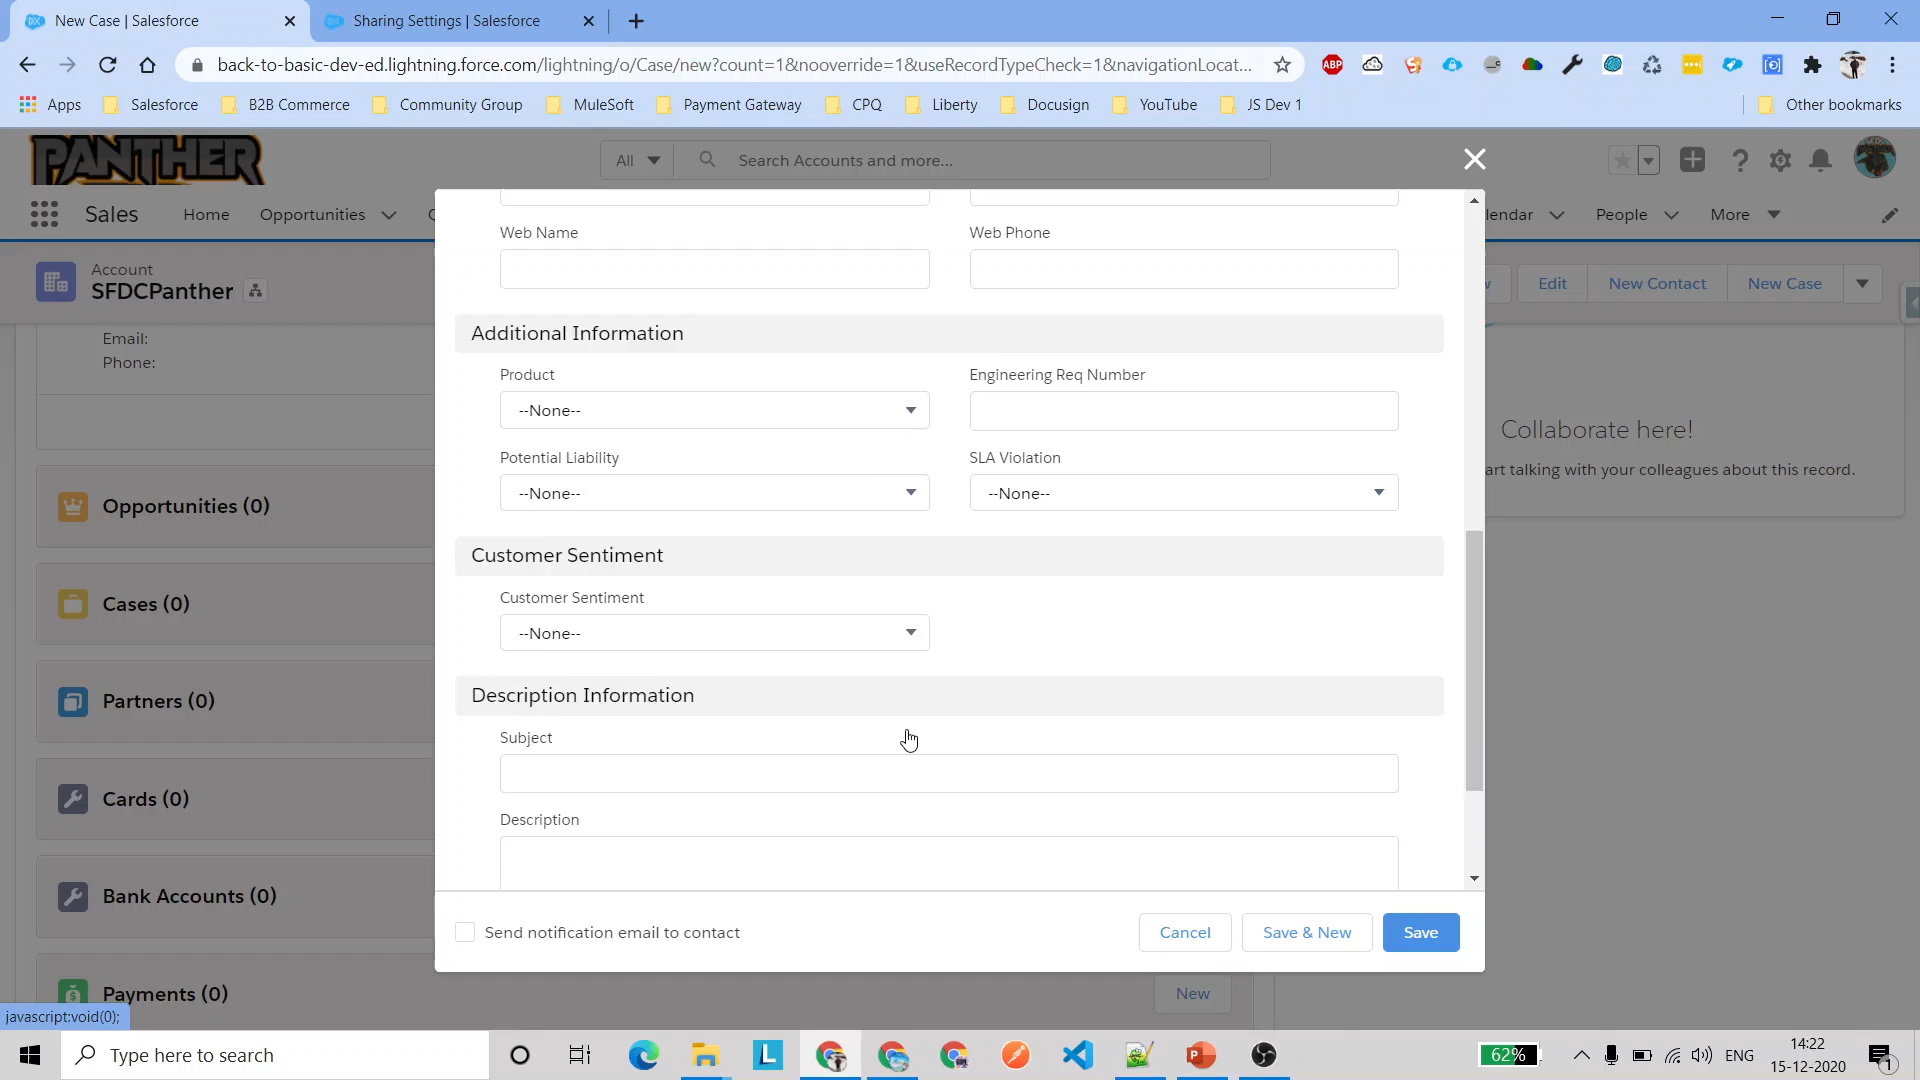 New Case | Salesforce
Sharing Settings | Salesforce
back-to-basic-dev-ed.lightning.force.com/lightning/o/Case/new?count=1&nooverride=1&useRecordTypeCheck=1&navigationLocat...
ABP
Apps Salesforce B2B Commerce Community Group MuleSoft Payment Gateway CPQ Liberty Docusign YouTube JS Dev 1 Other bookmarks
PANTHER
All Search Accounts and more...
Sales Home Opportunities lendar People More
Account
SFDCPanther
Edit New Contact New Case
Email:
Phone:
Opportunities (0)
Cases (0)
Partners (0)
Cards (0)
Bank Accounts (0)
Payments (0)
New
Web Name Web Phone
Additional Information
Product Engineering Req Number
--None--
Potential Liability SLA Violation
--None-- --None--
Customer Sentiment
Customer Sentiment
--None--
Description Information
Subject
Description
Send notification email to contact Cancel Save & New Save
Collaborate here!
art talking with your colleagues about this record.
javascript:void(0);
Type here to search
62%
ENG
14:22
15-12-2020
1